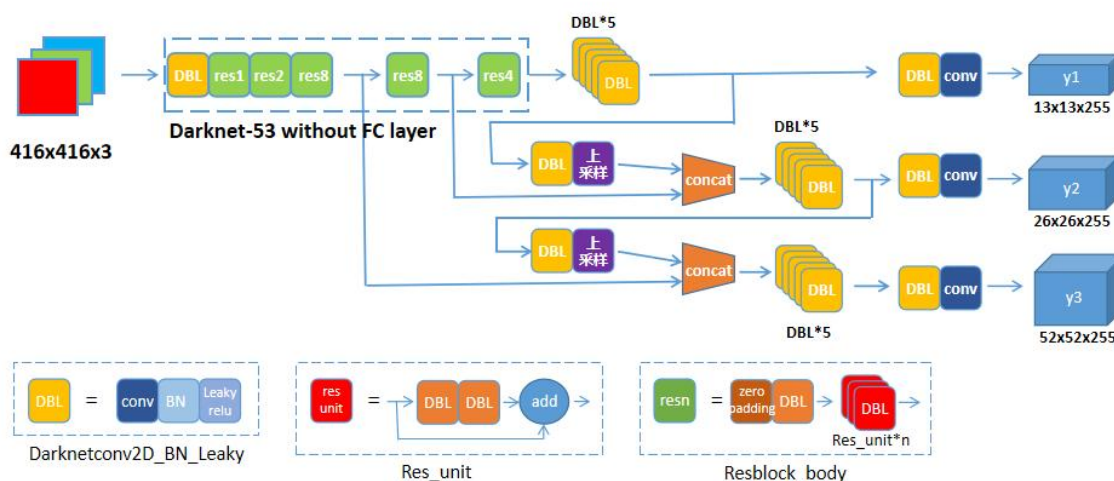 DBL*5
DBL res1 res2 res8 res8 res4 DBL DBL conv y1
13x13x255
Darknet-53 without FC layer
416x416x3
DBL*5
DBL 上采样 concat DBL DBL conv y2
26x26x255
DBL 上采样 concat DBL DBL conv y3
DBL*5
52x52x255
DBL = conv BN Leaky relu
Darknetconv2D_BN_Leaky
res unit = DBL DBL add
Res_unit
resn = zero padding DBL DBL
Res_unit*n
Resblock_body